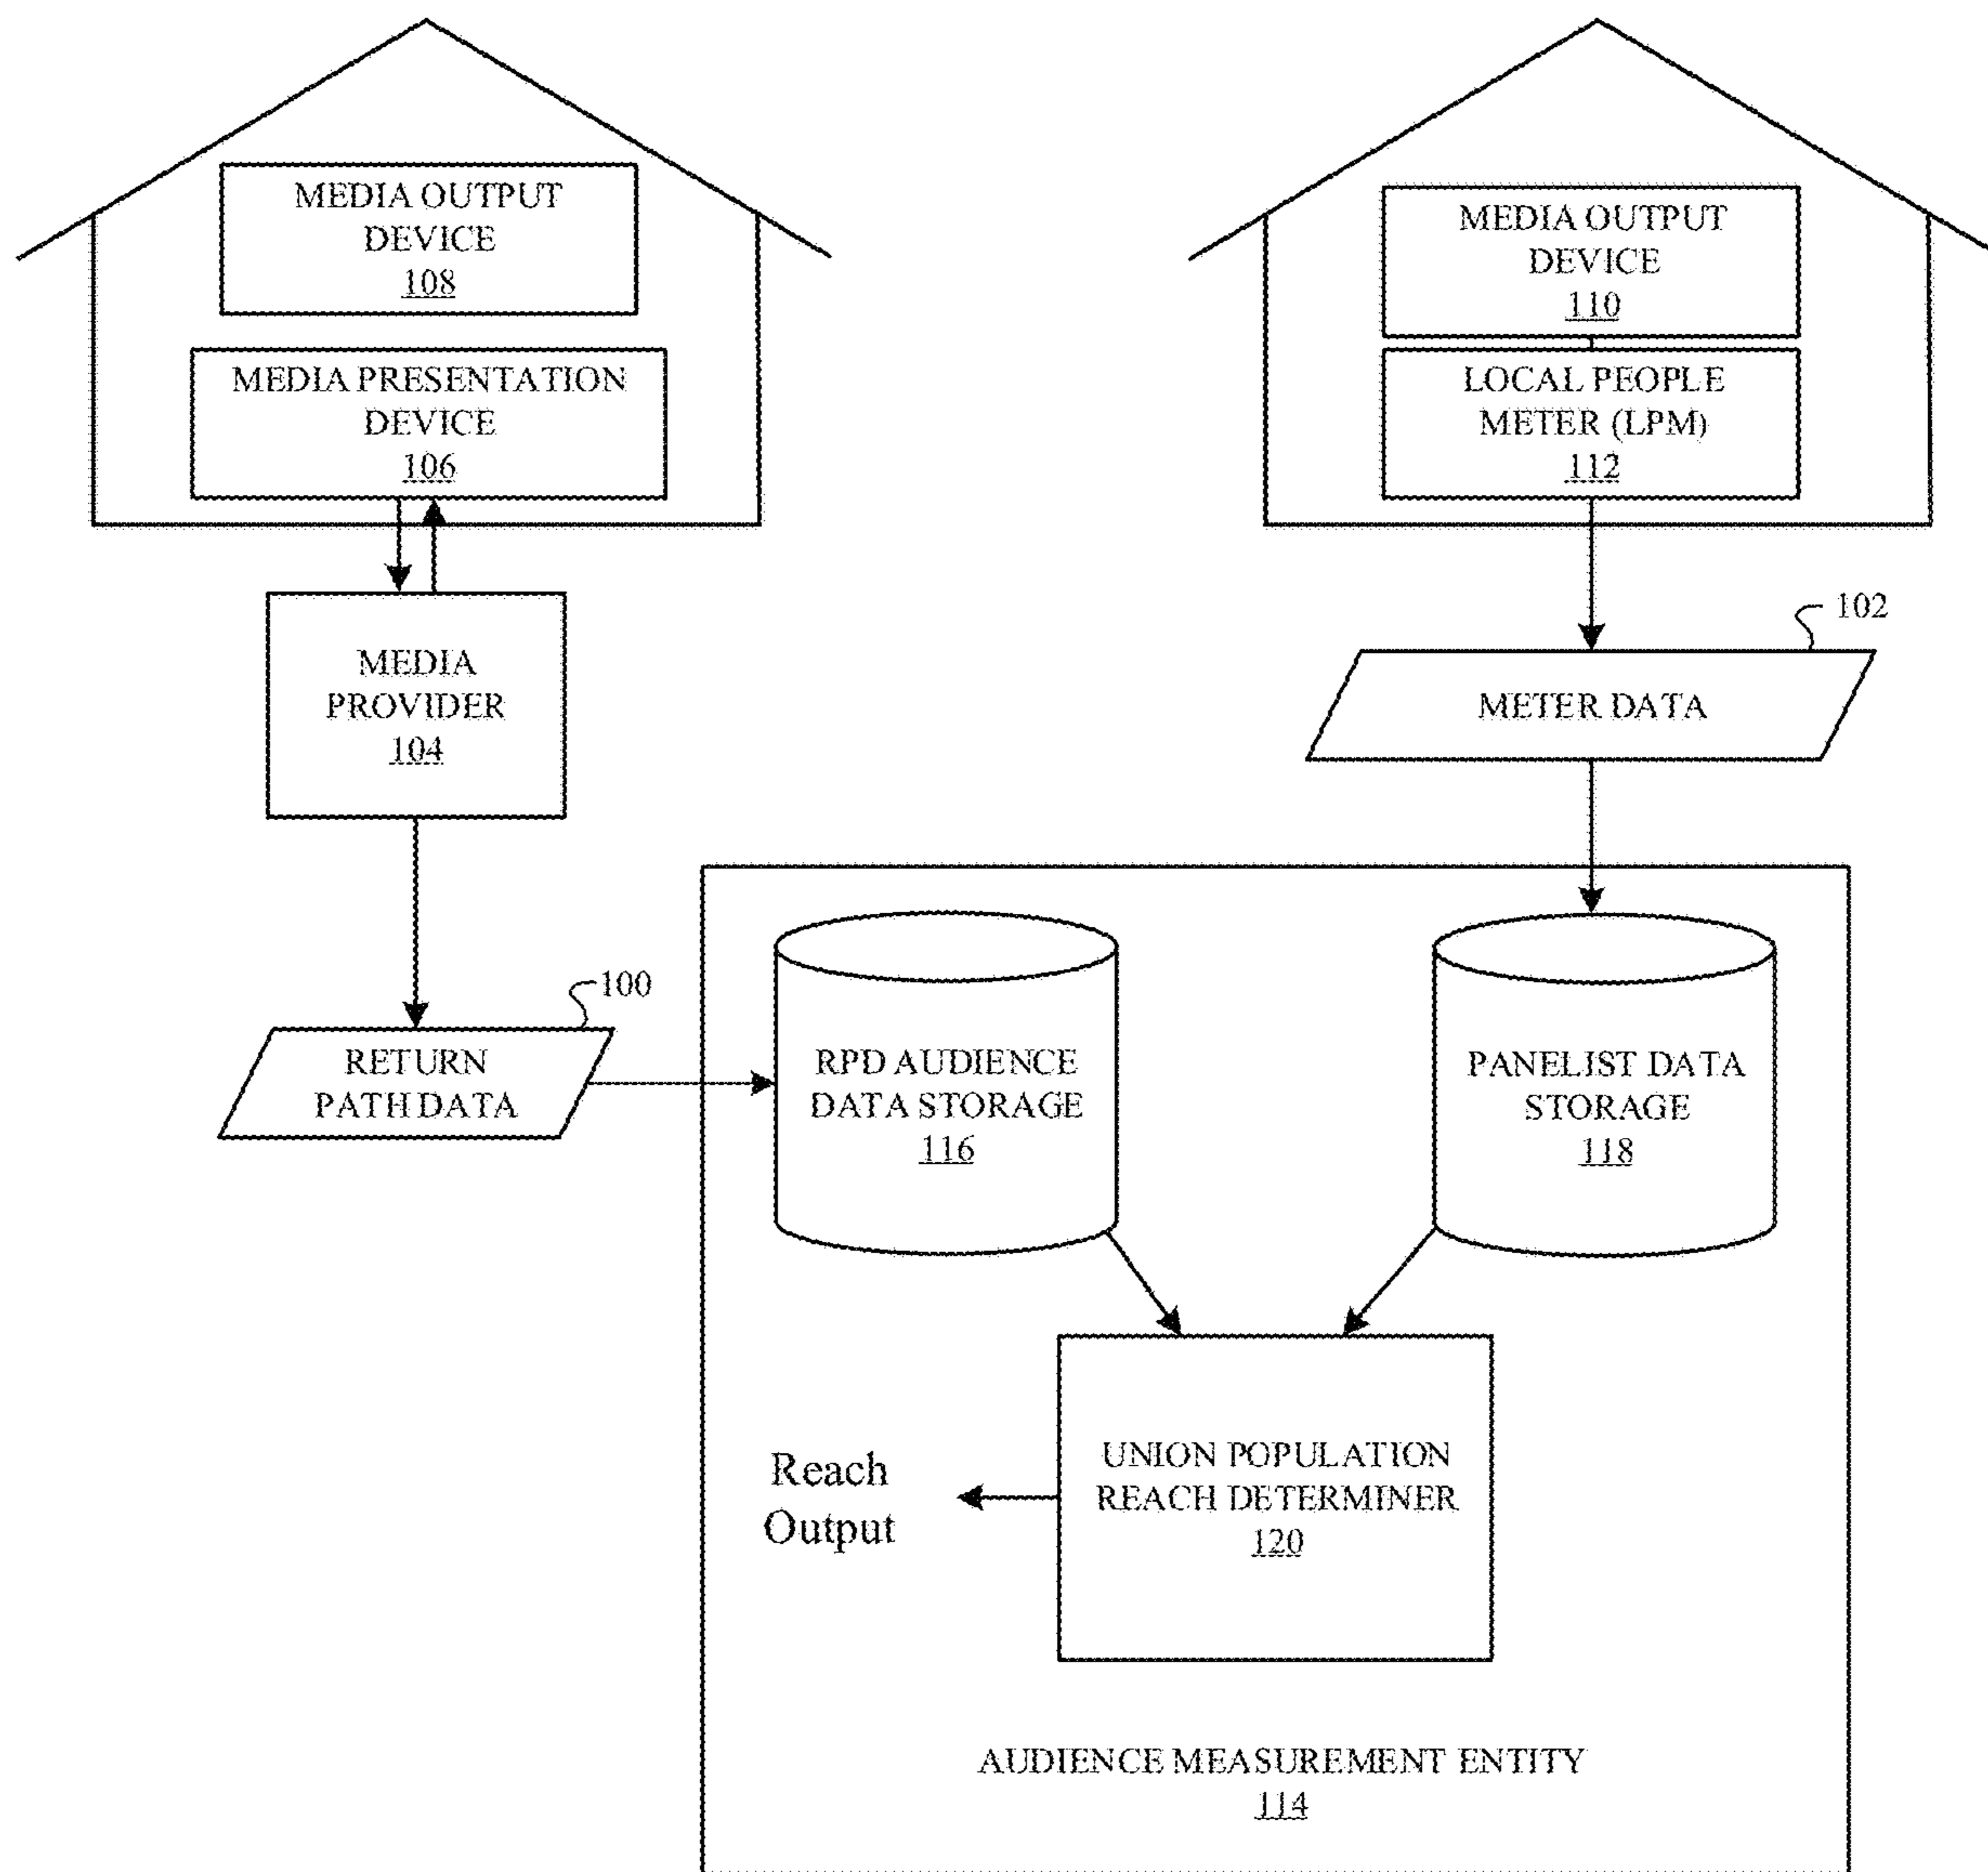 MEDIA OUTPUT
DEVICE
108
MEDIA PRESENTATION
DEVICE
106
MEDIA OUTPUT
DEVICE
110
LOCAL PEOPLE
METER (LPM)
112
MEDIA
PROVIDER
104
102
METER DATA
100
RETURN
PATH DATA
RPD AUDIENCE
DATA STORAGE
116
PANELIST DATA
STORAGE
118
Reach
Output
UNION POPULATION
REACH DETERMINER
120
AUDIENCE MEASUREMENT ENTITY
114